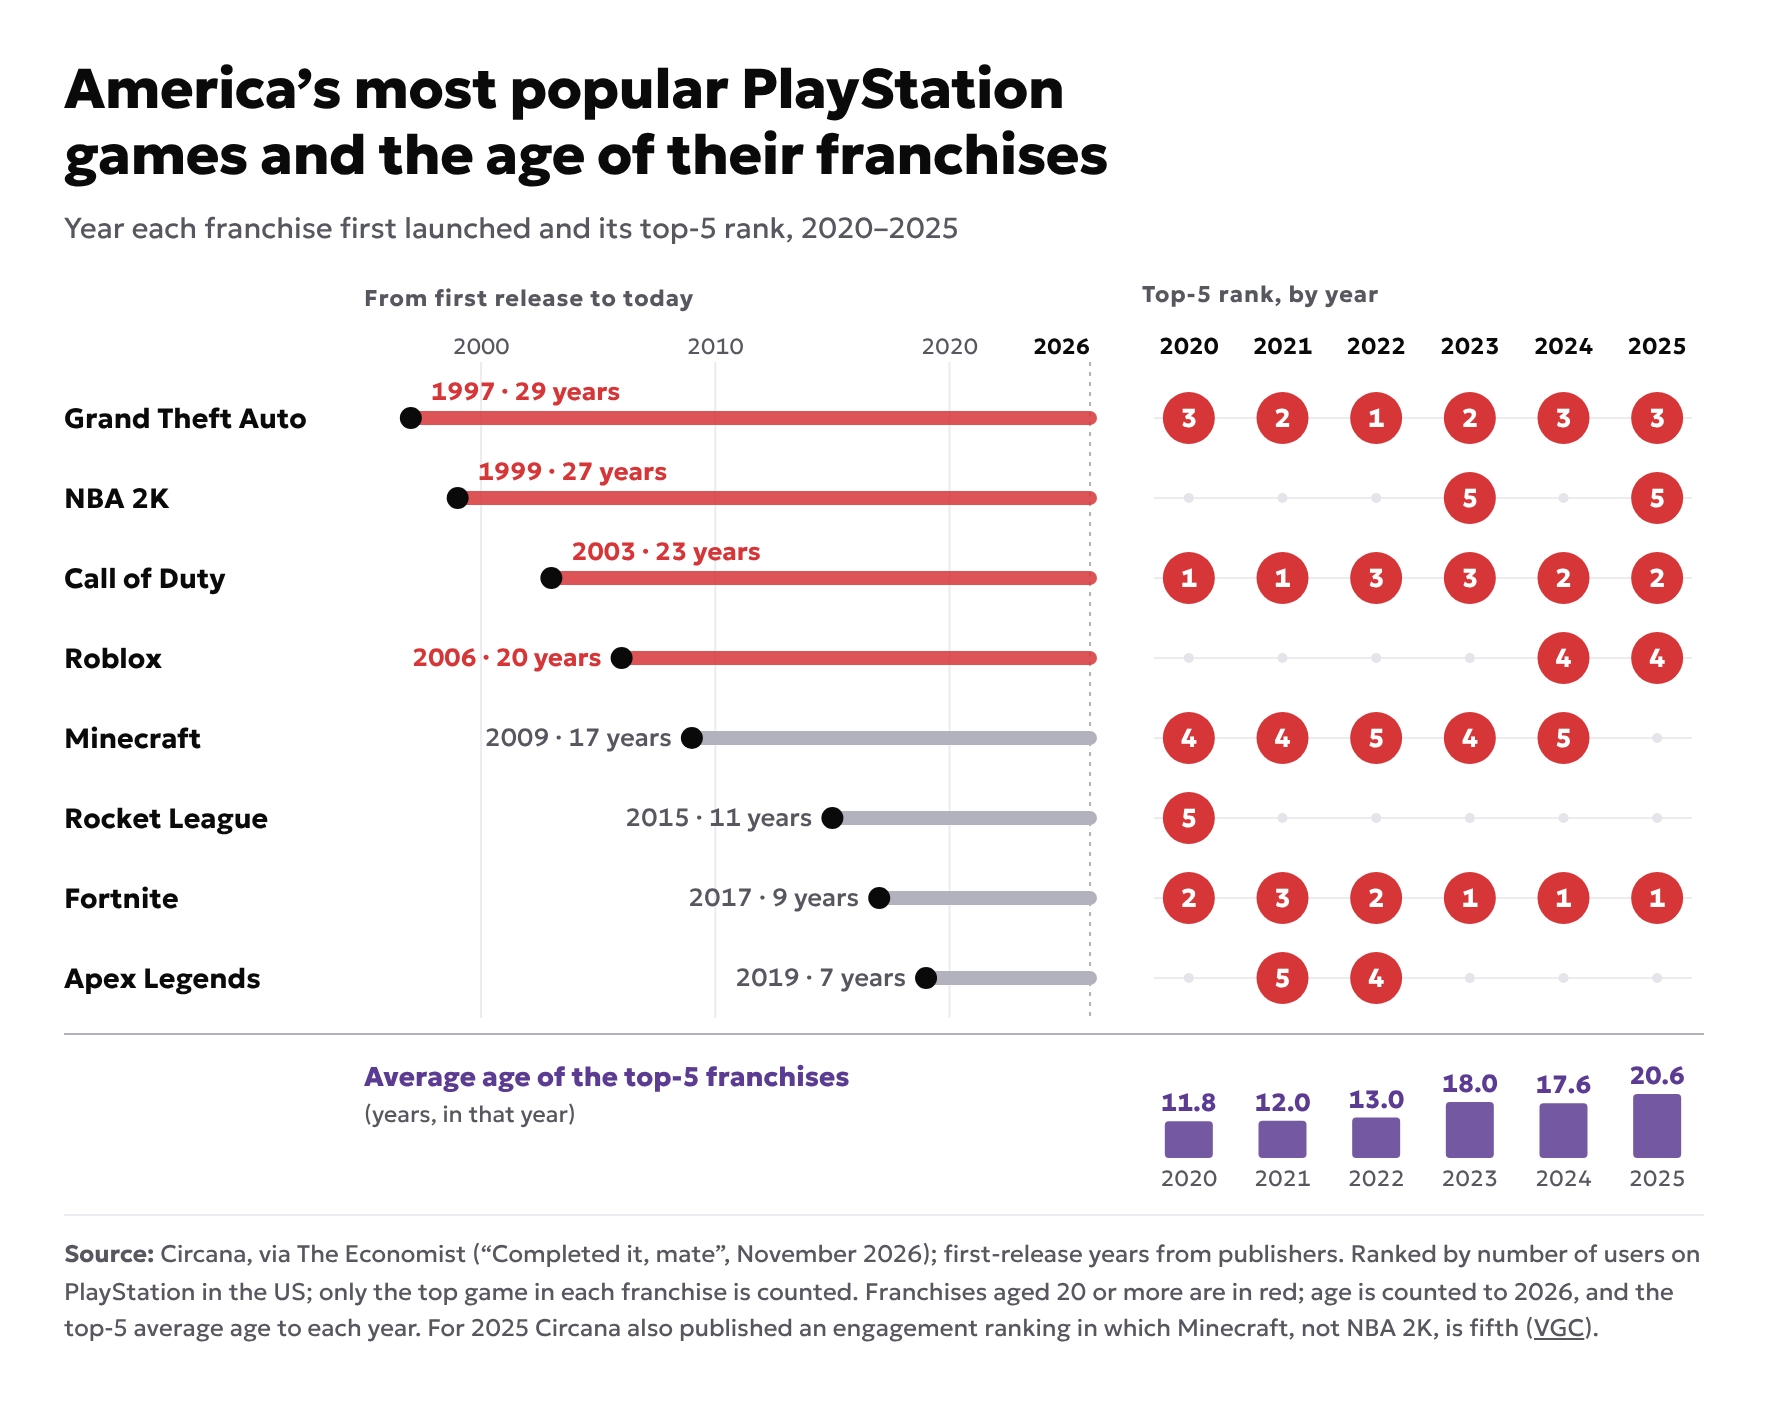 America’s most popular PlayStation
games and the age of their franchises
Year each franchise first launched and its top-5 rank, 2020–2025
From first release to today
Top-5 rank, by year
2000 2010 2020 2026
2020 2021 2022 2023 2024 2025
1997 · 29 years
Grand Theft Auto
3 2 1 2 3 3
1999 · 27 years
NBA 2K
5 5
2003 · 23 years
Call of Duty
1 1 3 3 2 2
Roblox
2006 · 20 years
4 4
Minecraft
2009 · 17 years
4 4 5 4 5
Rocket League
2015 · 11 years
5
Fortnite
2017 · 9 years
2 3 2 1 1 1
Apex Legends
2019 · 7 years
5 4
Average age of the top-5 franchises
(years, in that year)
11.8 12.0 13.0 18.0 17.6 20.6
2020 2021 2022 2023 2024 2025
Source: Circana, via The Economist (“Completed it, mate”, November 2026); first-release years from publishers. Ranked by number of users on
PlayStation in the US; only the top game in each franchise is counted. Franchises aged 20 or more are in red; age is counted to 2026, and the
top-5 average age to each year. For 2025 Circana also published an engagement ranking in which Minecraft, not NBA 2K, is fifth (VGC).